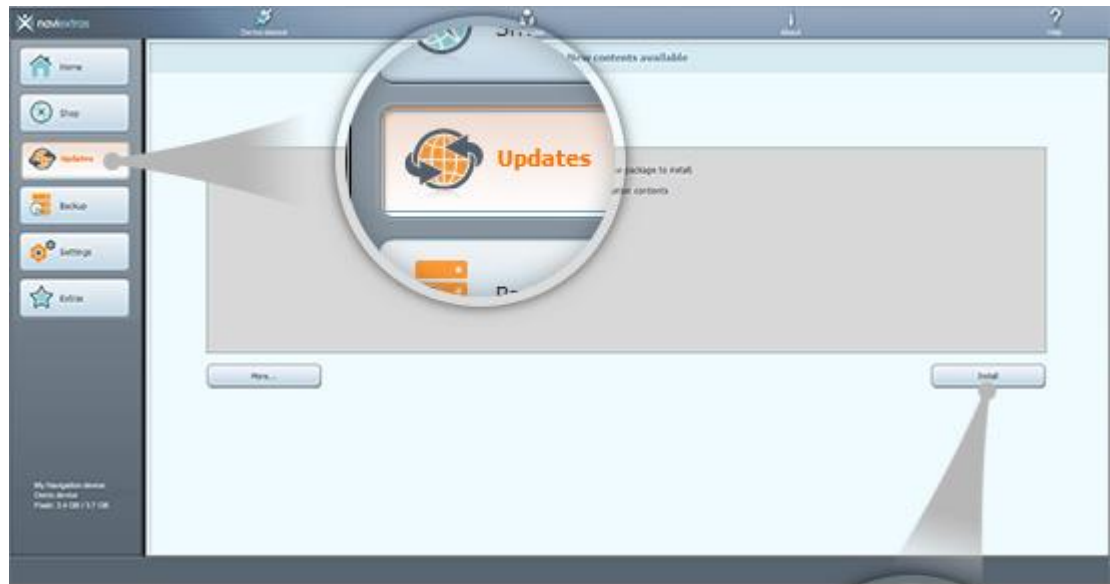 naviextras
Demo device
About
Help
New contents available
Home
Shop
Updates
Backup
Settings
Extras
Updates
package to install
contents
More...
Install
My Navigation device
Demo device